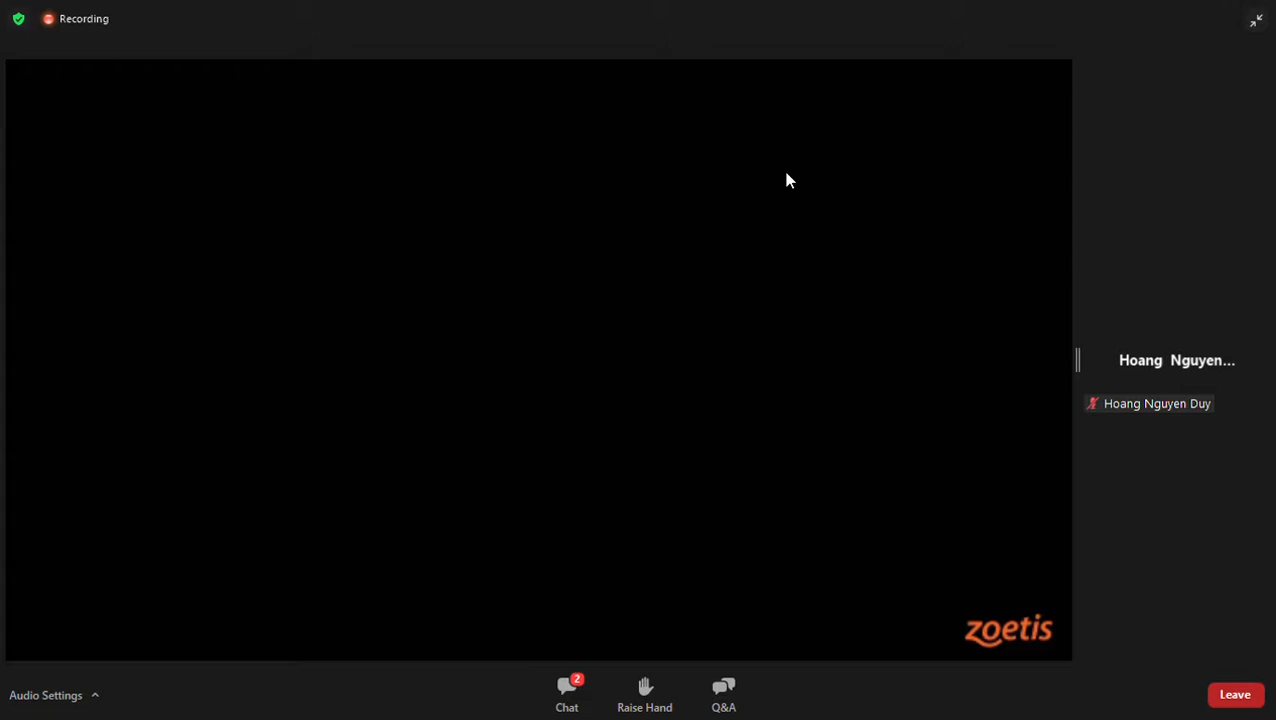 Recording
Hoang Nguyen...
Hoang Nguyen Duy
zoetis
Audio Settings
2
Chat
Raise Hand
Q&A
Leave